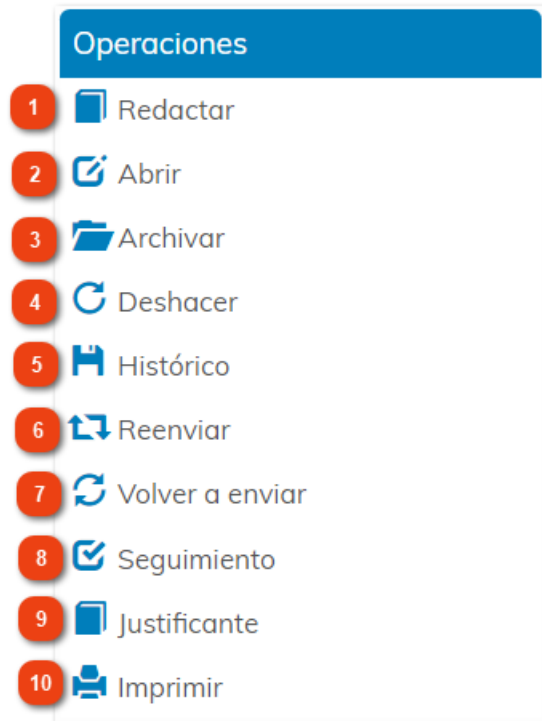 Operaciones
1 Redactar
2 Abrir
3 Archivar
4 Deshacer
5 Histórico
6 Reenviar
7 Volver a enviar
8 Seguimiento
9 Justificante
10 Imprimir